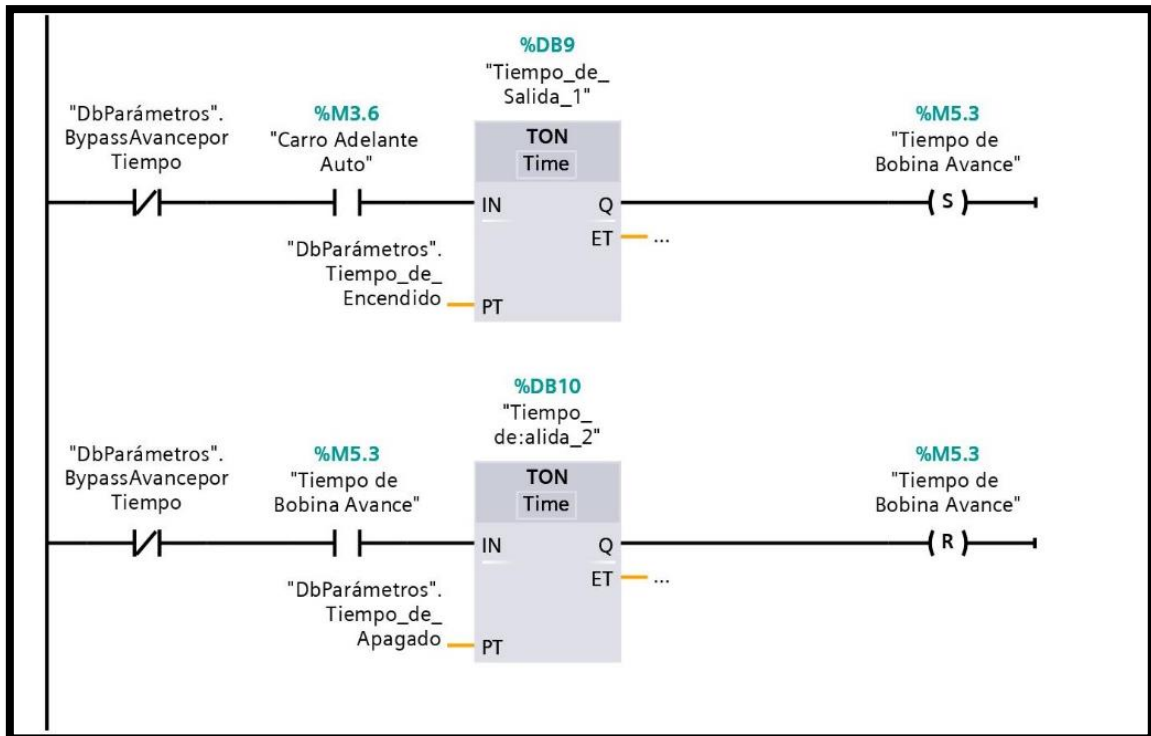 %DB9
"Tiempo_de_
Salida_1"
"DbParámetros".
BypassAvancepor
Tiempo
%M3.6
"Carro Adelante
Auto"
TON
Time
%M5.3
"Tiempo de
Bobina Avance"
IN
Q
S
ET
...
"DbParámetros".
Tiempo_de_
Encendido
PT
%DB10
"Tiempo_
de:alida_2"
"DbParámetros".
BypassAvancepor
Tiempo
%M5.3
"Tiempo de
Bobina Avance"
TON
Time
%M5.3
"Tiempo de
Bobina Avance"
IN
Q
R
ET
...
"DbParámetros".
Tiempo_de_
Apagado
PT